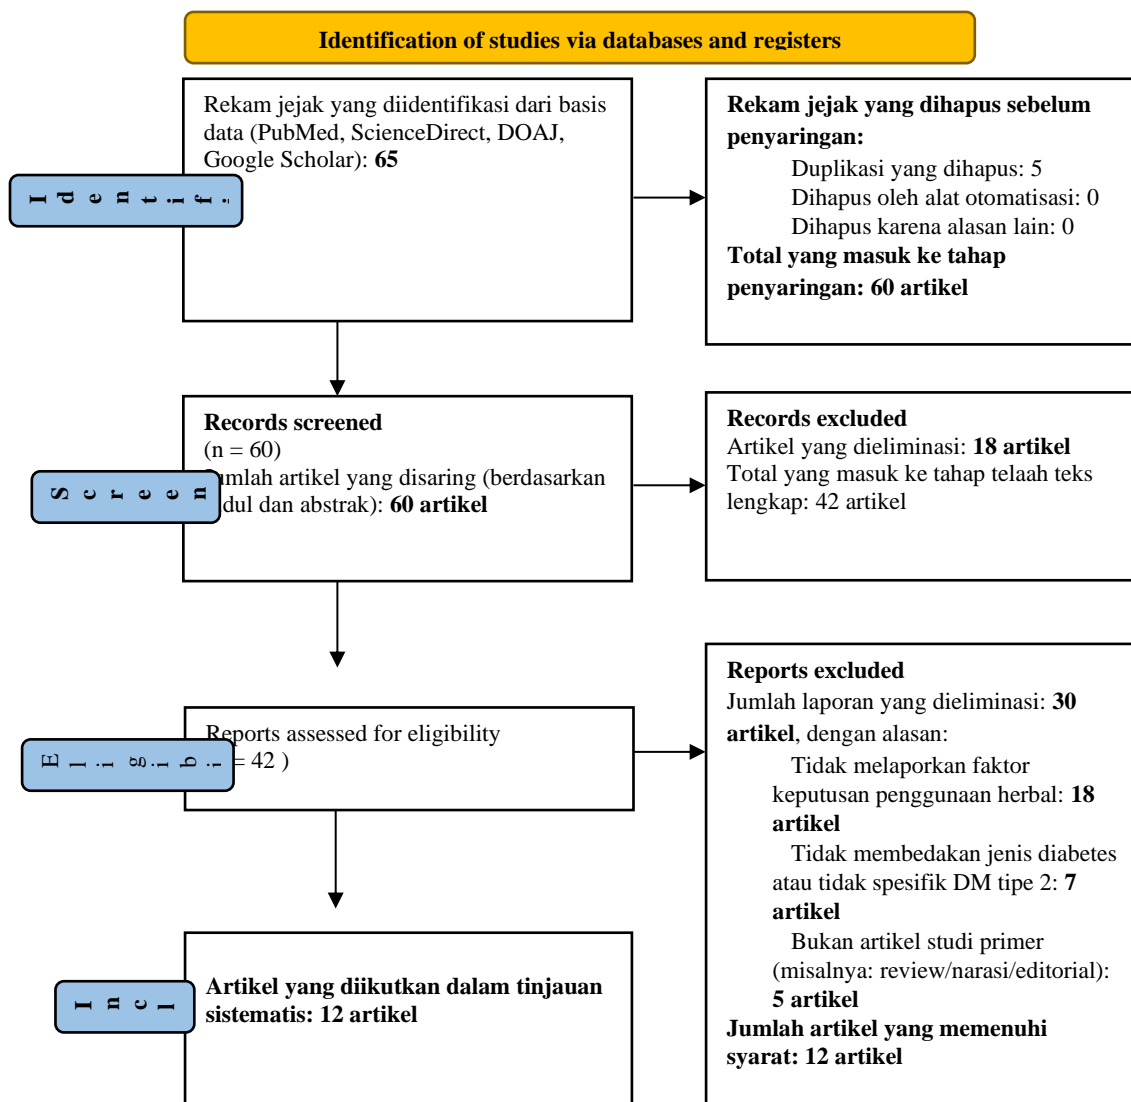 Identification of studies via databases and registers
Rekam jejak yang diidentifikasi dari basis
data (PubMed, ScienceDirect, DOAJ,
Google Scholar): 65
Rekam jejak yang dihapus sebelum
penyaringan:
Duplikasi yang dihapus: 5
Dihapus oleh alat otomatisasi: 0
Dihapus karena alasan lain: 0
Total yang masuk ke tahap
penyaringan: 60 artikel
I d e n t i f i
Records screened
(n = 60)
Jumlah artikel yang disaring (berdasarkan
dul dan abstrak): 60 artikel
Records excluded
Artikel yang dieliminasi: 18 artikel
Total yang masuk ke tahap telaah teks
lengkap: 42 artikel
S c r e e n
Reports assessed for eligibility
= 42 )
E l i g i b i
Reports excluded
Jumlah laporan yang dieliminasi: 30
artikel, dengan alasan:
Tidak melaporkan faktor
keputusan penggunaan herbal: 18
artikel
Tidak membedakan jenis diabetes
atau tidak spesifik DM tipe 2: 7
artikel
Bukan artikel studi primer
(misalnya: review/narasi/editorial):
5 artikel
Jumlah artikel yang memenuhi
syarat: 12 artikel
Artikel yang diikutkan dalam tinjauan
sistematis: 12 artikel
I n c l